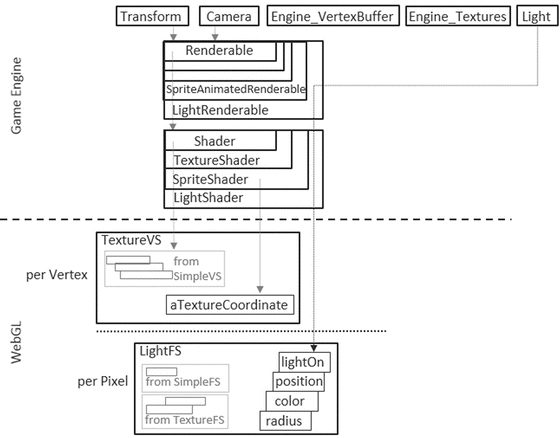 Transform
Camera
Engine_VertexBuffer
Engine_Textures
Light
Game Engine
Renderable
SpriteAnimatedRenderable
LightRenderable
Shader
TextureShader
SpriteShader
LightShader
WebGL
per Vertex
TextureVS
from
SimpleVS
aTextureCoordinate
per Pixel
LightFS
from SimpleFS
from TextureFS
lightOn
position
color
radius